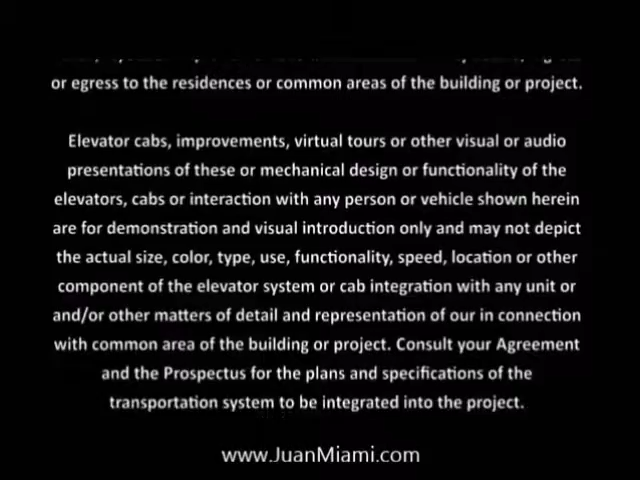 or egress to the residences or common areas of the building or project.
Elevator cabs, improvements, virtual tours or other visual or audio
presentations of these or mechanical design or functionality of the
elevators, cabs or interaction with any person or vehicle shown herein
are for demonstration and visual introduction only and may not depict
the actual size, color, type, use, functionality, speed, location or other
component of the elevator system or cab integration with any unit or
and/or other matters of detail and representation of our in connection
with common area of the building or project. Consult your Agreement
and the Prospectus for the plans and specifications of the
transportation system to be integrated into the project.
www.JuanMiami.com